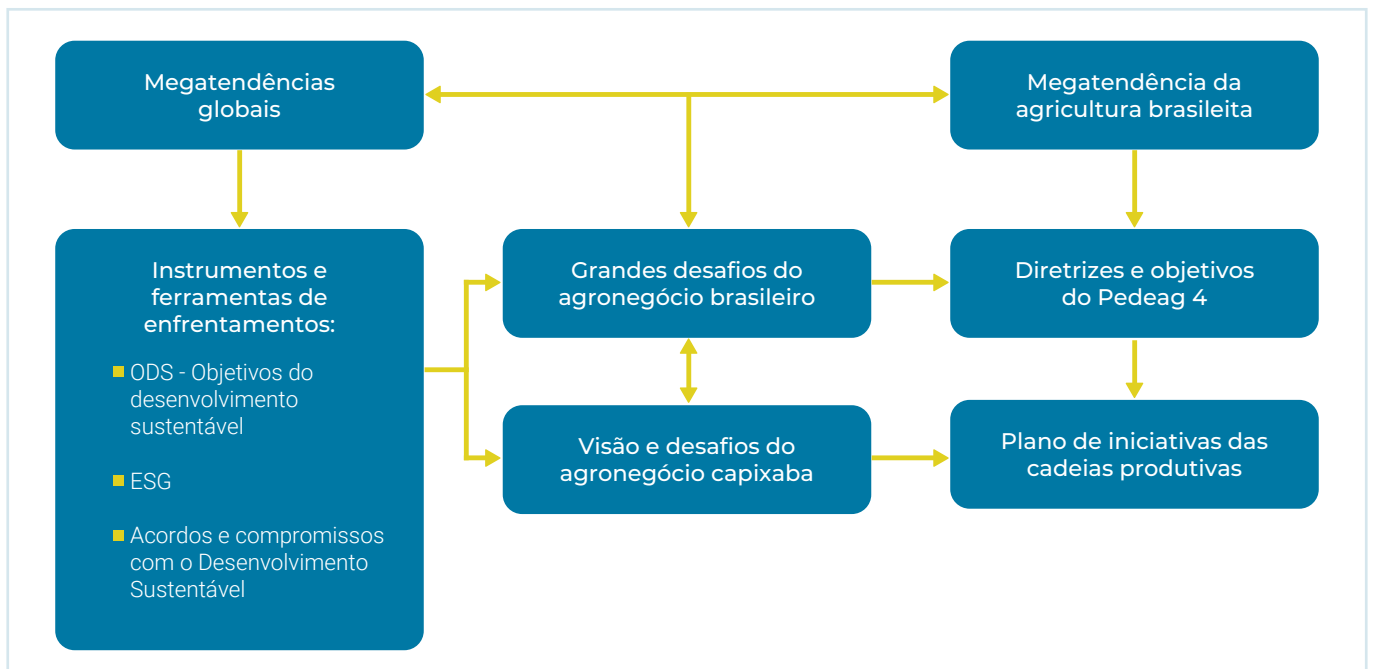 Megatendências
globais
Megatendência da
agricultura brasileita
Instrumentos e
ferramentas de
enfrentamentos:
ODS - Objetivos do
desenvolvimento
sustentável
ESG
Acordos e compromissos
com o Desenvolvimento
Sustentável
Grandes desafios do
agronegócio brasileiro
Diretrizes e objetivos
do Pedeag 4
Visão e desafios do
agronegócio capixaba
Plano de iniciativas das
cadeias produtivas